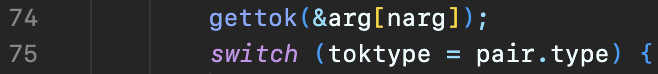 74 gettok(&arg[narg]);
75 switch (toktype = pair.type) {